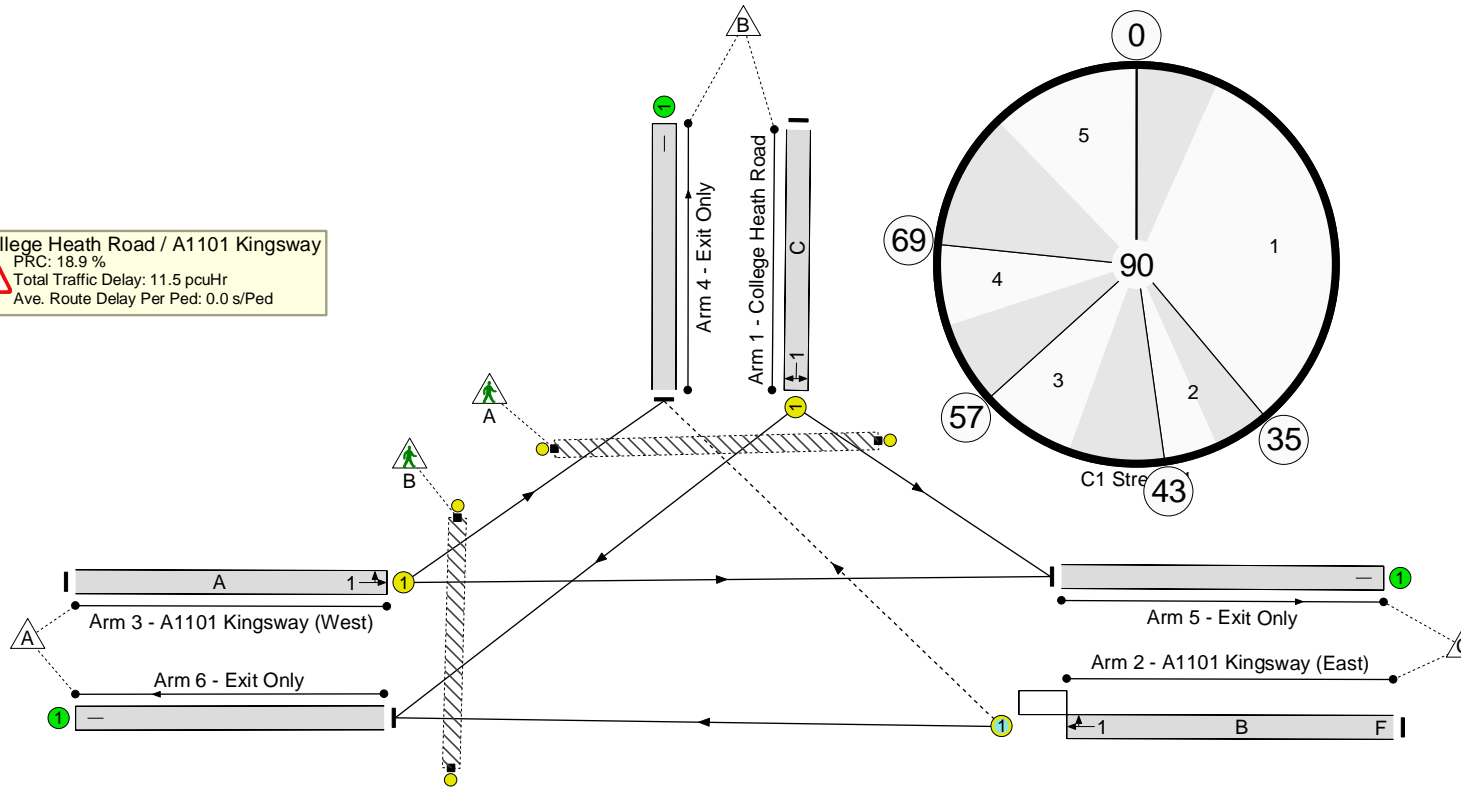 B
0
1
5
1
69
90
4
3
2
57
35
C1 Stre
43
llege Heath Road / A1101 Kingsway
PRC: 18.9 %
Total Traffic Delay: 11.5 pcuHr
Ave. Route Delay Per Ped: 0.0 s/Ped
Arm 4 - Exit Only
Arm 1 - College Heath Road
C
1
1
A
B
A
1
1
Arm 3 - A1101 Kingsway (West)
A
Arm 6 - Exit Only
1
1
Arm 5 - Exit Only
Arm 2 - A1101 Kingsway (East)
1
1
B
F